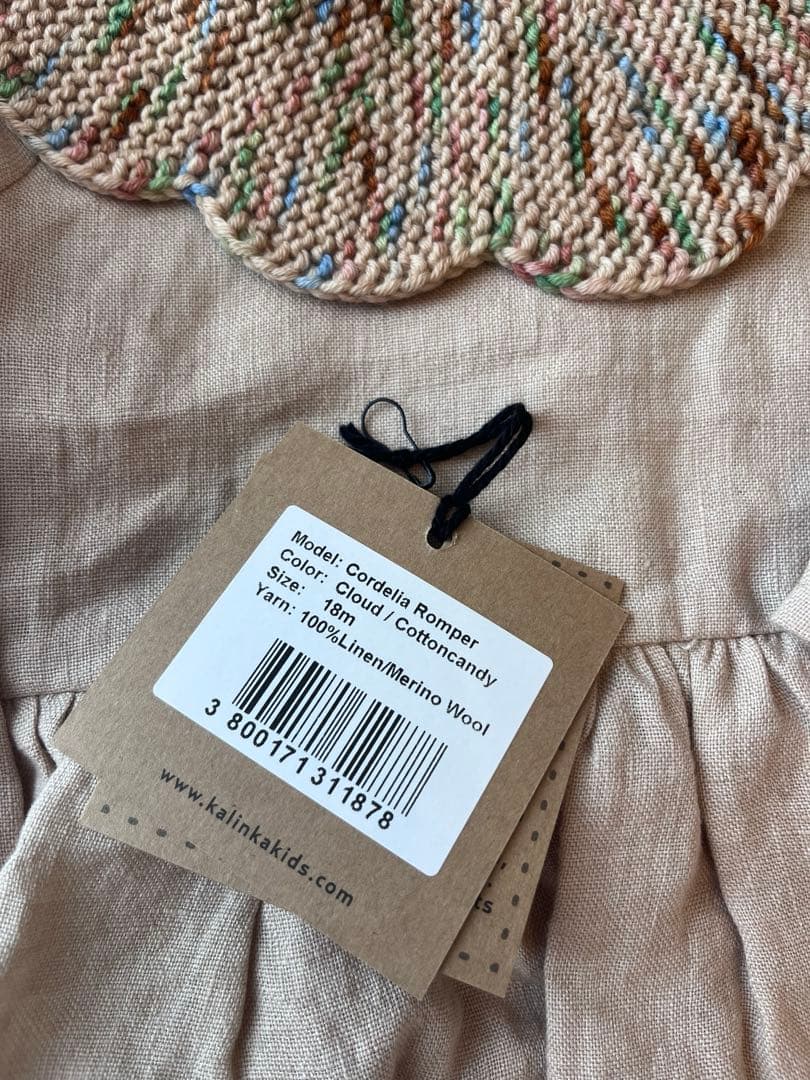 Model: Cordelia Romper
Color: Cloud / Cottoncandy
Size: 18m
Yarn: 100%Linen/Merino Wool
3 800171 311878
www.kalinkakids.com
ts